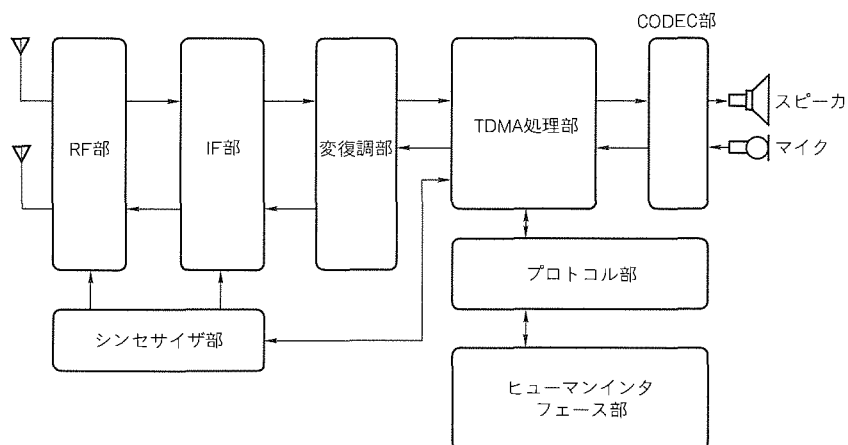 CODEC部
RF部
IF部
変復調部
TDMA処理部
スピーカ
マイク
プロトコル部
シンセサイザ部
ヒューマンインタ
フェース部